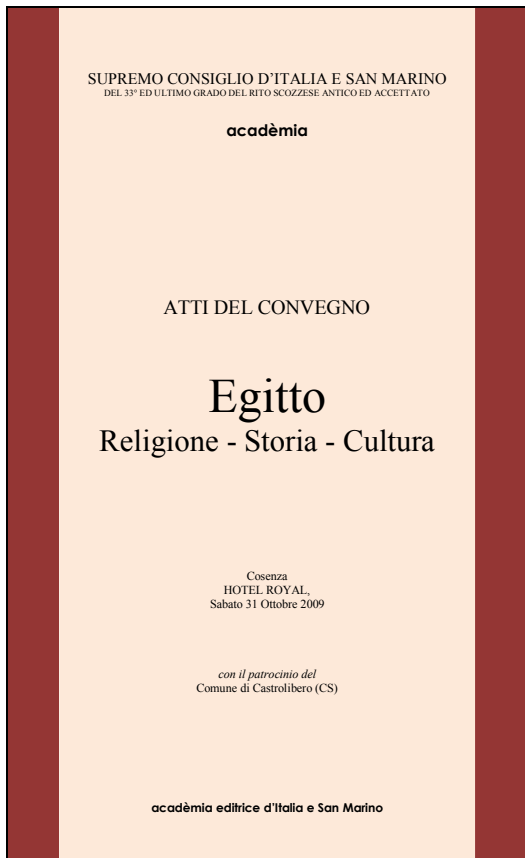 SUPREMO CONSIGLIO D'ITALIA E SAN MARINO
DEL 33° ED ULTIMO GRADO DEL RITO SCOZZESE ANTICO ED ACCETTATO
acadèmia
ATTI DEL CONVEGNO
Egitto
Religione - Storia - Cultura
Cosenza
HOTEL ROYAL,
Sabato 31 Ottobre 2009
con il patrocinio del
Comune di Castrolibero (CS)
acadèmia editrice d'Italia e San Marino